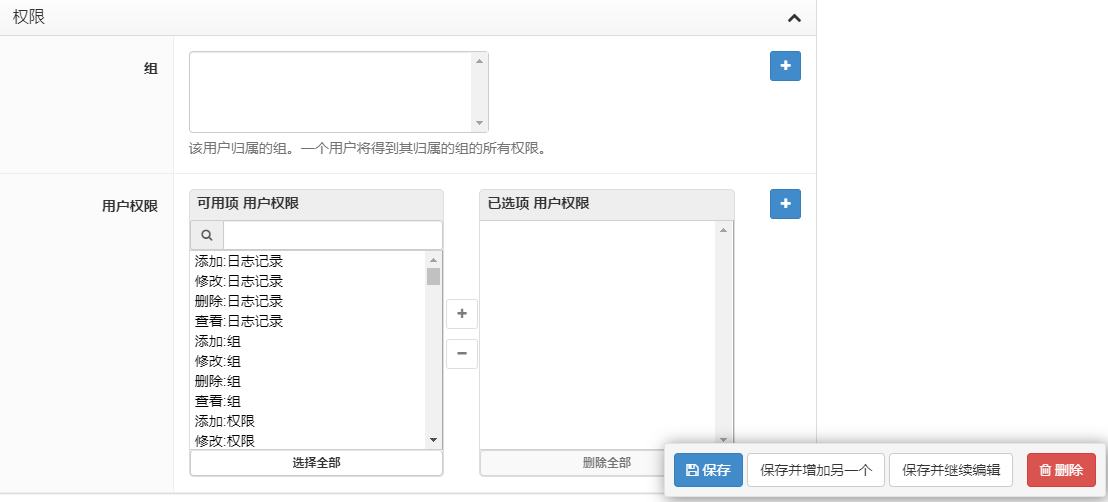 权限
组
该用户归属的组。一个用户将得到其归属的组的所有权限。
用户权限
可用项 用户权限
添加:日志记录
修改:日志记录
删除:日志记录
查看:日志记录
添加:组
修改:组
删除:组
查看:组
添加:权限
修改:权限
选择全部
已选项 用户权限
删除全部
保存
保存并增加另一个
保存并继续编辑
删除